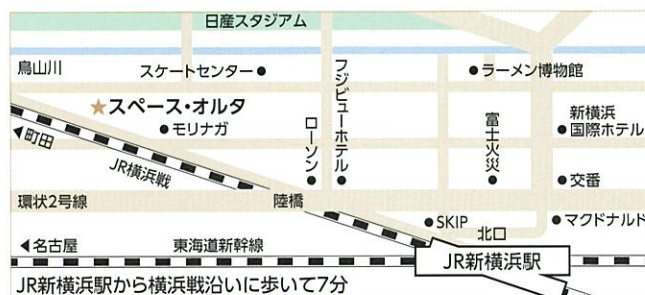 日産スタジアム
鳥山川
スケートセンター
フジビューホテル
ラーメン博物館
★スペース・オルタ
モリナガ
ローソン
富士火災
新横浜
国際ホテル
◀町田
JR横浜戦
環状2号線
陸橋
交番
SKIP
北口
マクドナルド
◀名古屋
東海道新幹線
JR新横浜駅
JR新横浜駅から横浜戦沿いに歩いて7分